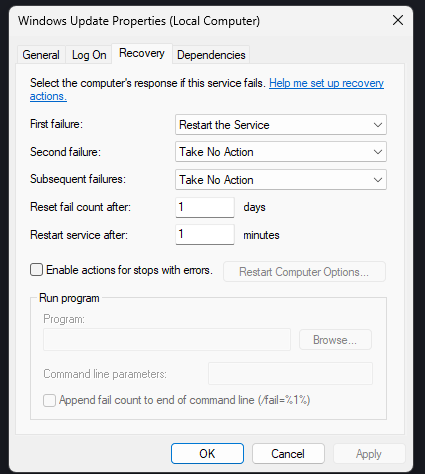 Windows Update Properties (Local Computer)
General Log On Recovery Dependencies
Select the computer's response if this service fails. Help me set up recovery
actions.
First failure: Restart the Service
Second failure: Take No Action
Subsequent failures: Take No Action
Reset fail count after: 1 days
Restart service after: 1 minutes
Enable actions for stops with errors. Restart Computer Options...
Run program
Program:
Browse...
Command line parameters:
Append fail count to end of command line (/fail=%1%)
OK Cancel Apply